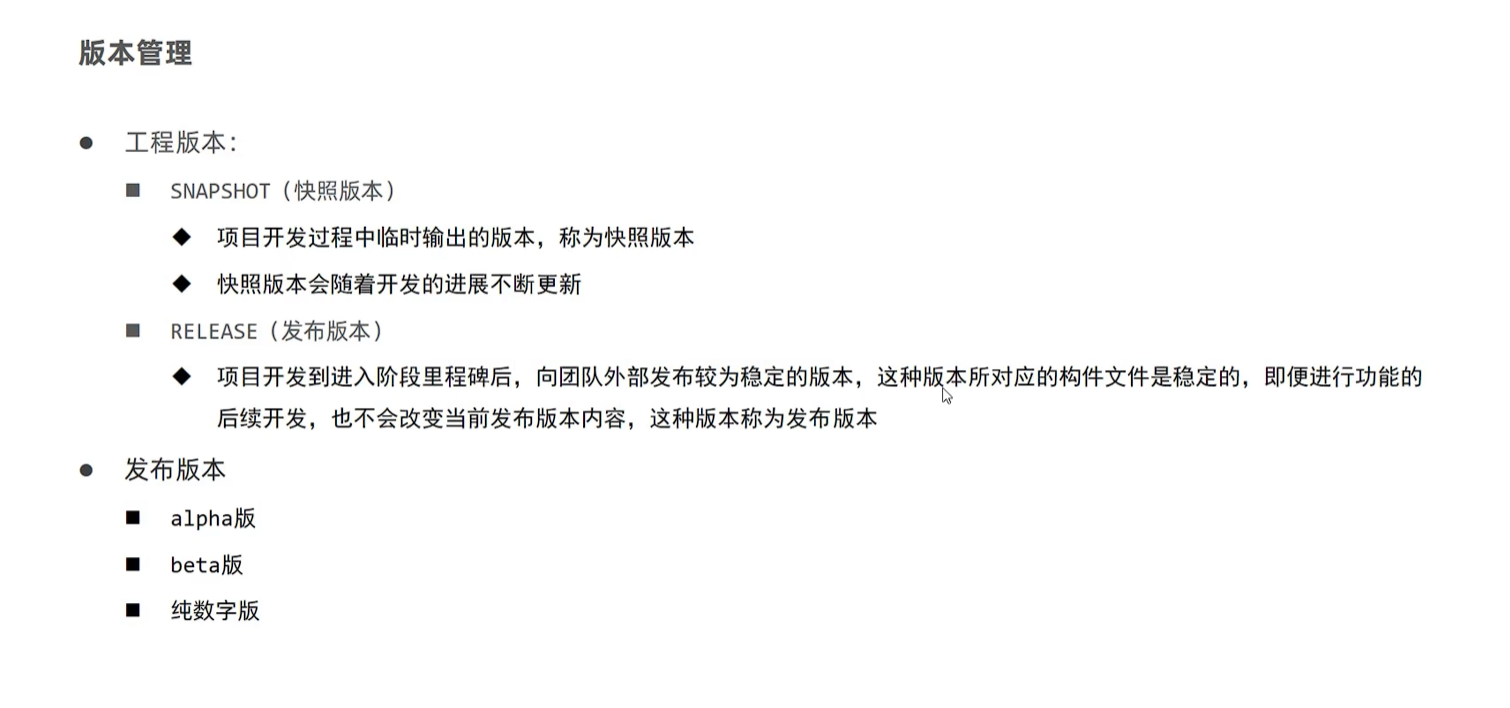 版本管理
工程版本：
SNAPSHOT（快照版本）
项目开发过程中临时输出的版本，称为快照版本
快照版本会随着开发的进展不断更新
RELEASE（发布版本）
项目开发到进入阶段里程碑后，向团队外部发布较为稳定的版本，这种版本所对应的构件文件是稳定的，即便进行功能的
后续开发，也不会改变当前发布版本内容，这种版本称为发布版本
发布版本
alpha版
beta版
纯数字版